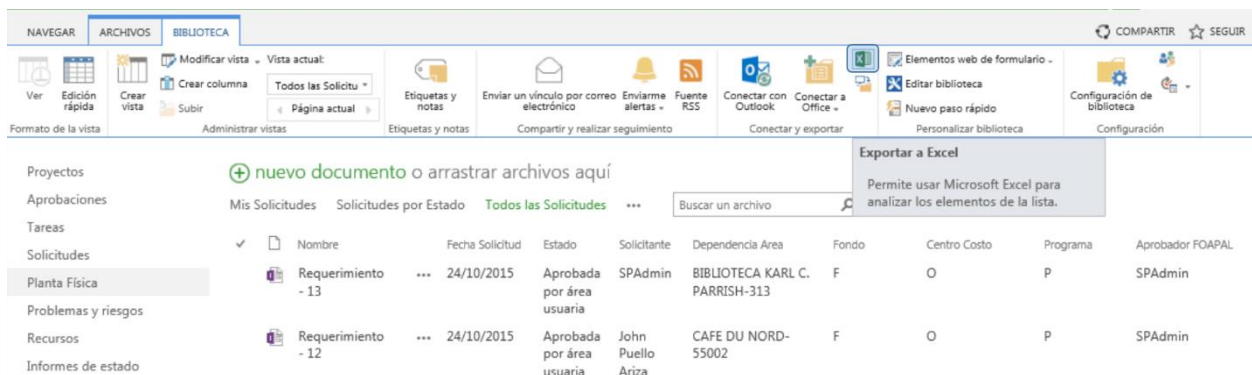 NAVEGAR ARCHIVOS BIBLIOTECA COMPARTIR SEGUIR
Ver
Edición rápida
Crear vista
Modificar vista
Crear columna
Subir
Vista actual:
Todos las Solicitu
Página actual
Etiquetas y notas
Enviar un vínculo por correo electrónico
Enviarme alertas
Fuente RSS
Conectar con Outlook
Conectar a Office
Elementos web de formulario
Editar biblioteca
Nuevo paso rápido
Configuración de biblioteca
Formato de la vista Administrar vistas Etiquetas y notas Compartir y realizar seguimiento Conectar y exportar Personalizar biblioteca Configuración
Exportar a Excel
Permite usar Microsoft Excel para
analizar los elementos de la lista.
Proyectos
Aprobaciones
Tareas
Solicitudes
Planta Física
Problemas y riesgos
Recursos
Informes de estado
nuevo documento o arrastrar archivos aquí
Mis Solicitudes Solicitudes por Estado Todos las Solicitudes ... Buscar un archivo
Nombre Fecha Solicitud Estado Solicitante Dependencia Area Fondo Centro Costo Programa Aprobador FOAPAL
Requerimiento ... 24/10/2015 Aprobada SPAdmin BIBLIOTECA KARL C. F O P SPAdmin
- 13 por área PARRISH-313
usuaria
Requerimiento ... 24/10/2015 Aprobada John CAFE DU NORD- F O P SPAdmin
- 12 por área Puello 55002
usuaria Ariza